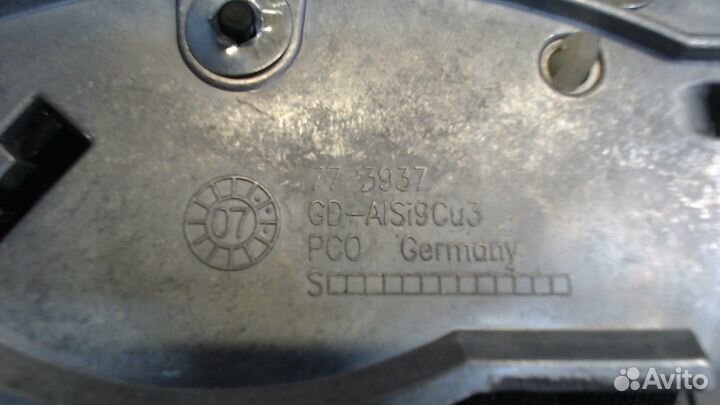 77 3937
07
GD-AlSi9Cu3
PCO Germany
S
Avito